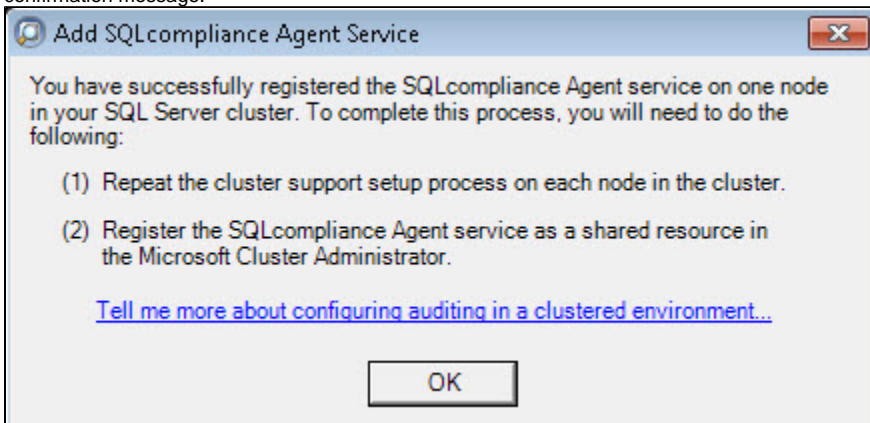 confirmation message.
Add SQLcompliance Agent Service
You have successfully registered the SQLcompliance Agent service on one node
in your SQL Server cluster. To complete this process, you will need to do the
following:
(1) Repeat the cluster support setup process on each node in the cluster.
(2) Register the SQLcompliance Agent service as a shared resource in
the Microsoft Cluster Administrator.
Tell me more about configuring auditing in a clustered environment...
OK